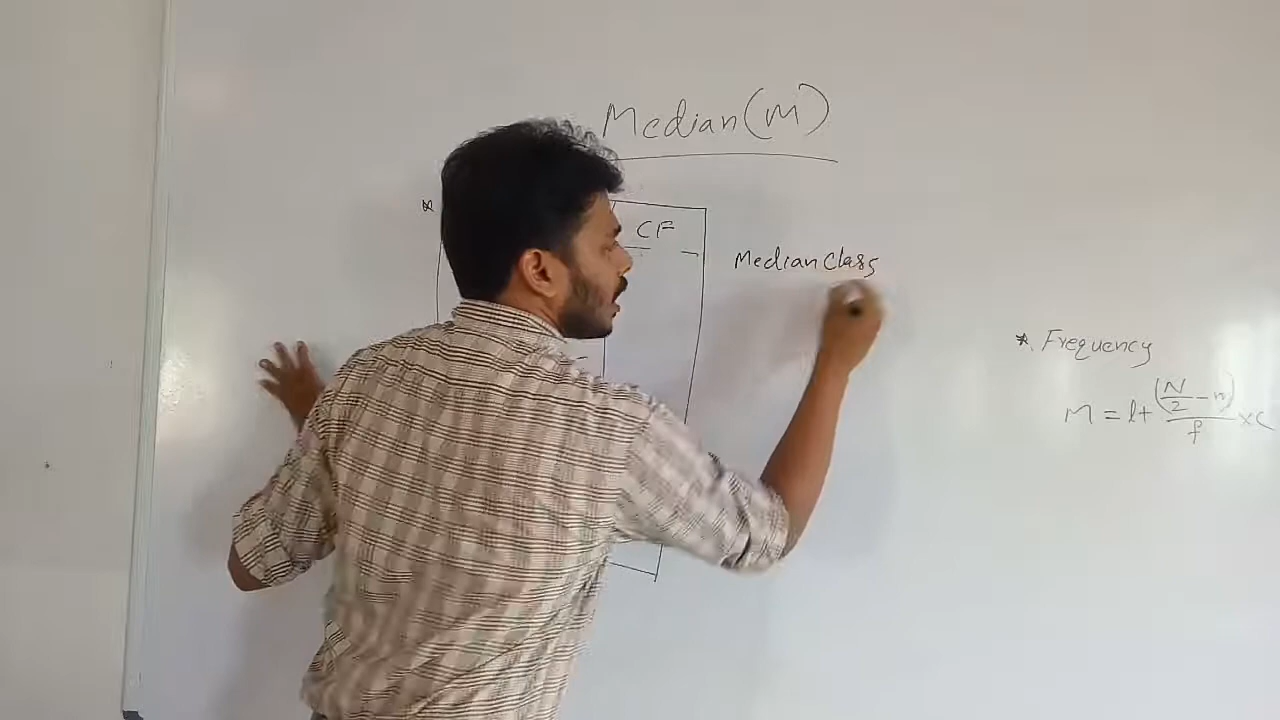 Median (M)
* CF
Median Class
*. Frequency
M = l + (N/2 - n)/f × C